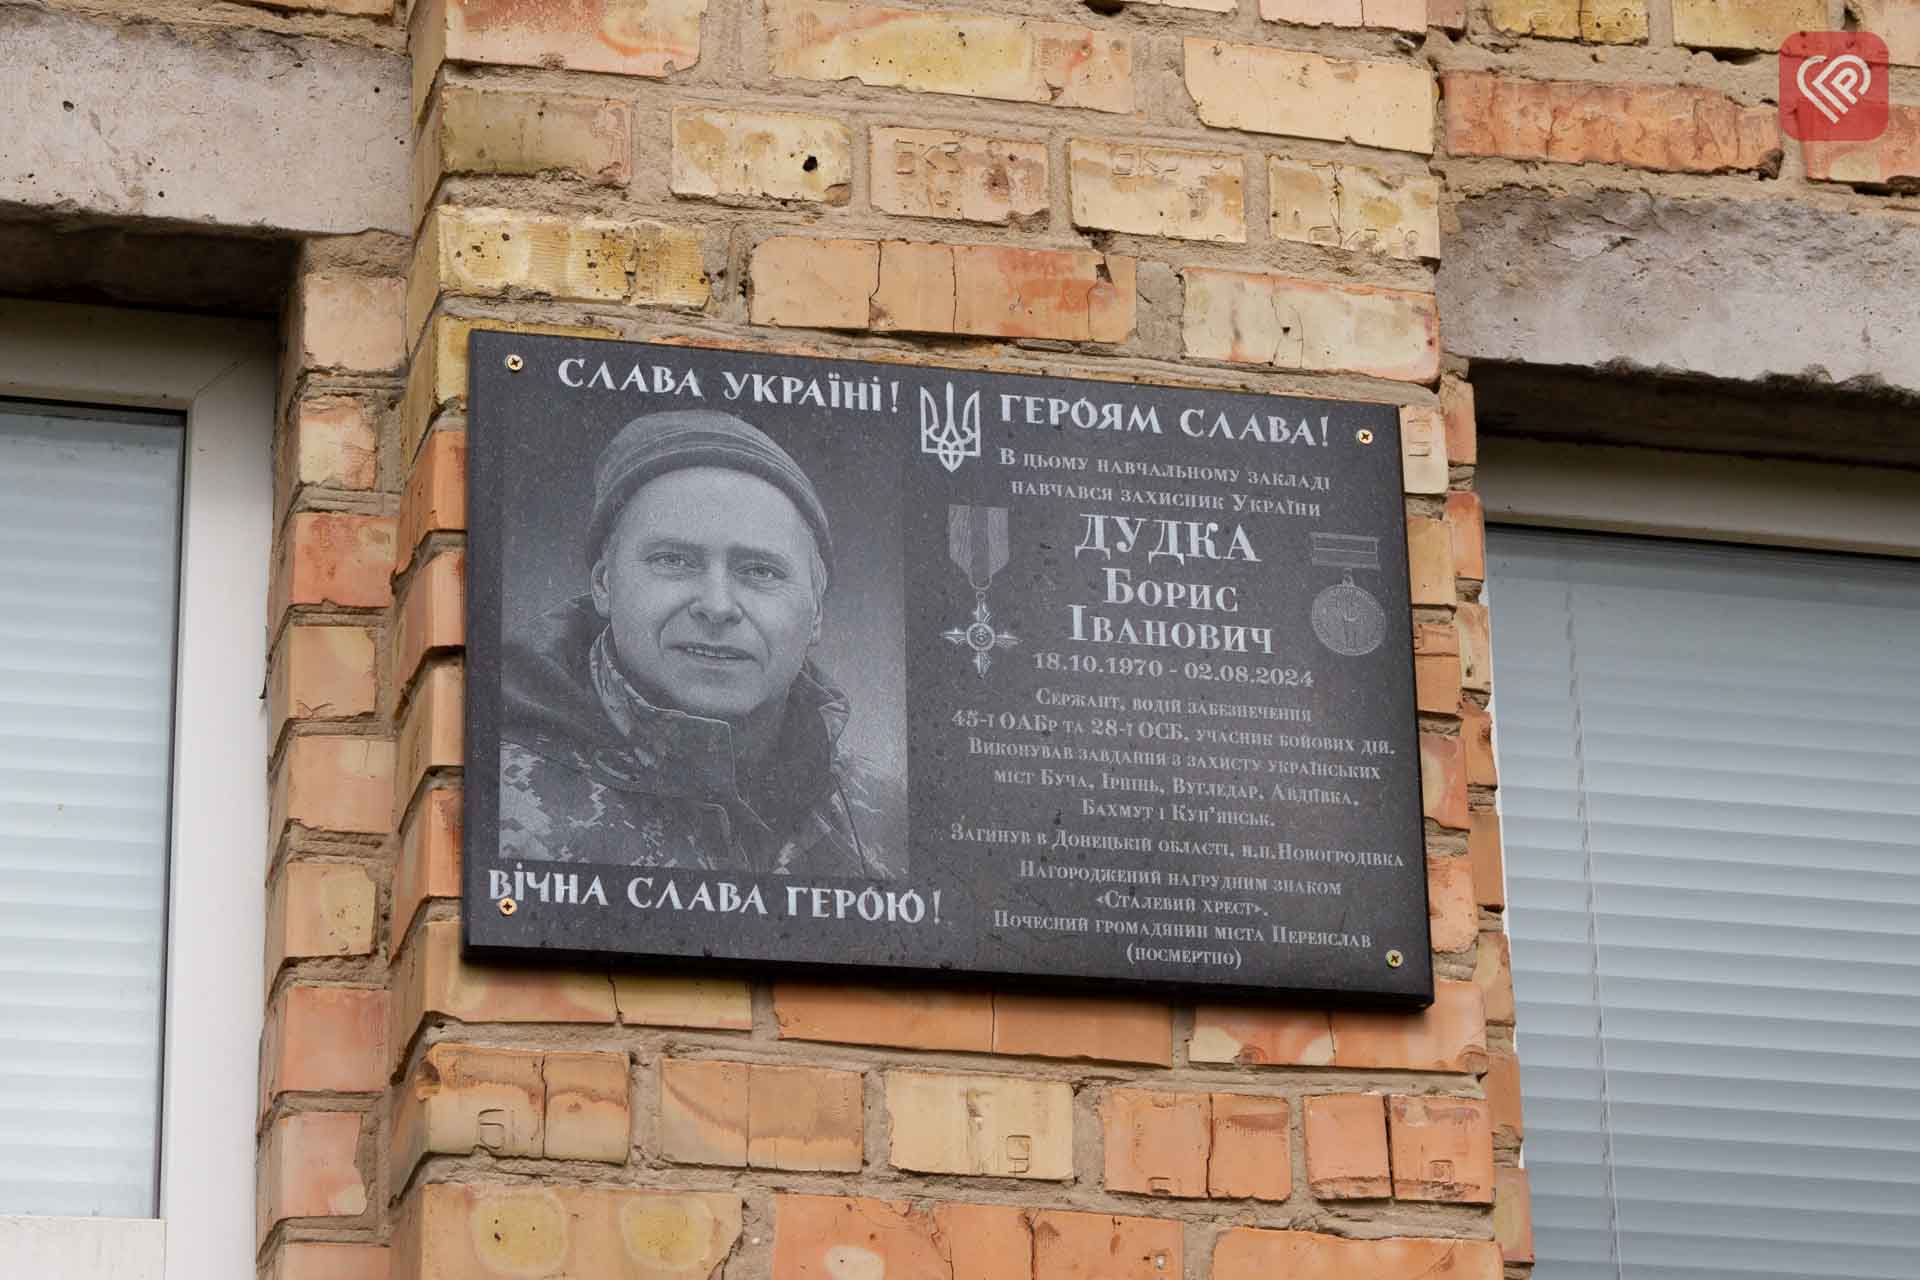 СЛАВА УКРАЇНІ! ГЕРОЯМ СЛАВА!
В ЦЬОМУ НАВЧАЛЬНОМУ ЗАКЛАДІ
НАВЧАВСЯ ЗАХИСНИК УКРАЇНИ
ДУДКА
БОРИС
ІВАНОВИЧ
18.10.1970 - 02.08.2024
СЕРЖАНТ, ВОДІЙ ЗАБЕЗПЕЧЕННЯ
45-Ї ОАБР ТА 28-Ї ОСБ, УЧАСНИК БОЙОВИХ ДІЙ.
ВИКОНУВАВ ЗАВДАННЯ З ЗАХИСТУ УКРАЇНСЬКИХ
МІСТ БУЧА, ІРПІНЬ, ВУГЛЕДАР, АВДІЇВКА,
БАХМУТ І КУП'ЯНСЬК.
ЗАГИНУВ В ДОНЕЦЬКІЙ ОБЛАСТІ, Н.П.НОВОГРОДІВКА
НАГОРОДЖЕНИЙ НАГРУДНИМ ЗНАКОМ
«СТАЛЕВИЙ ХРЕСТ».
ПОЧЕСНИЙ ГРОМАДЯНИН МІСТА ПЕРЕЯСЛАВ
(ПОСМЕРТНО)
ВІЧНА СЛАВА ГЕРОЮ!